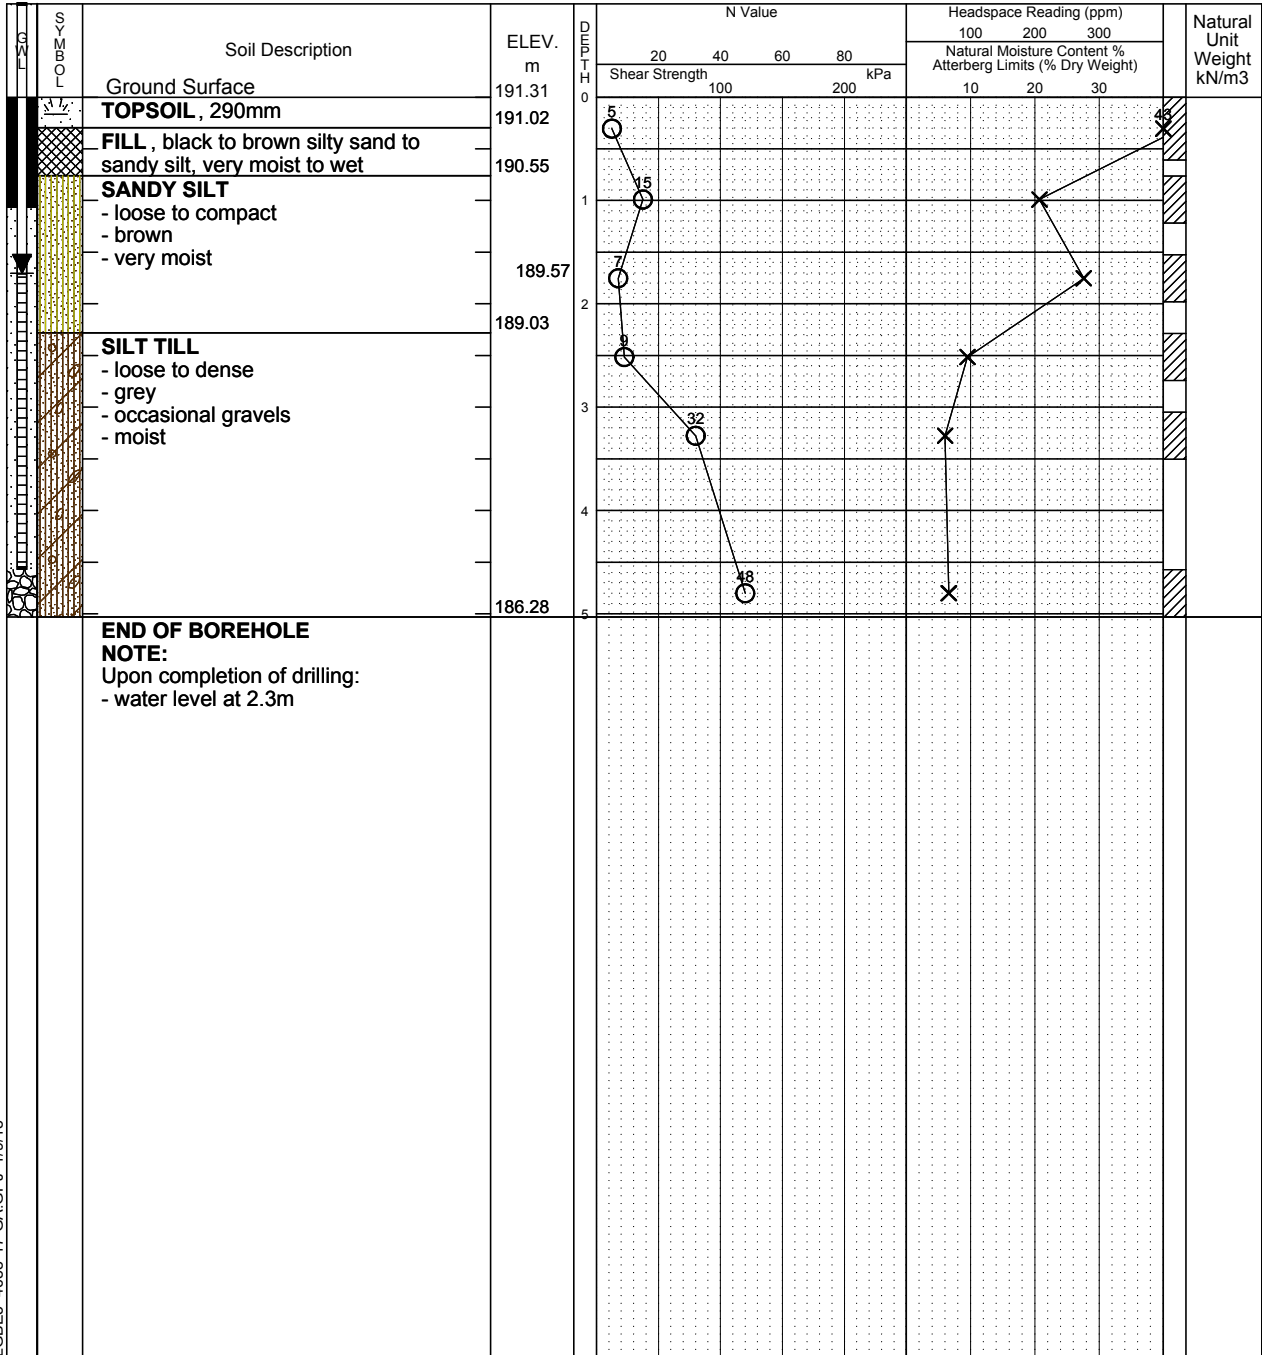 GWL
SYMBOL
Soil Description
Ground Surface
ELEV.
m
191.31
DEPTH
N Value
20 40 60 80
Shear Strength kPa
100 200
Headspace Reading (ppm)
100 200 300
Natural Moisture Content %
Atterberg Limits (% Dry Weight)
10 20 30
Natural
Unit
Weight
kN/m3
0
TOPSOIL, 290mm
191.02
5
43
FILL, black to brown silty sand to
sandy silt, very moist to wet
190.55
SANDY SILT
15
- loose to compact
1
- brown
- very moist
189.57
7
2
189.03
SILT TILL
9
- loose to dense
- grey
- occasional gravels
3
- moist
32
4
48
186.28
5
END OF BOREHOLE
NOTE:
Upon completion of drilling:
- water level at 2.3m